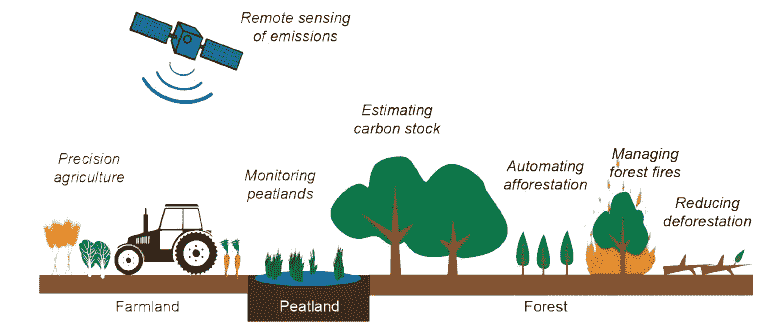 Remote sensing
of emissions
Estimating
carbon stock
Precision
agriculture
Monitoring
peatlands
Automating
afforestation
Managing
forest fires
Reducing
deforestation
Farmland
Peatland
Forest